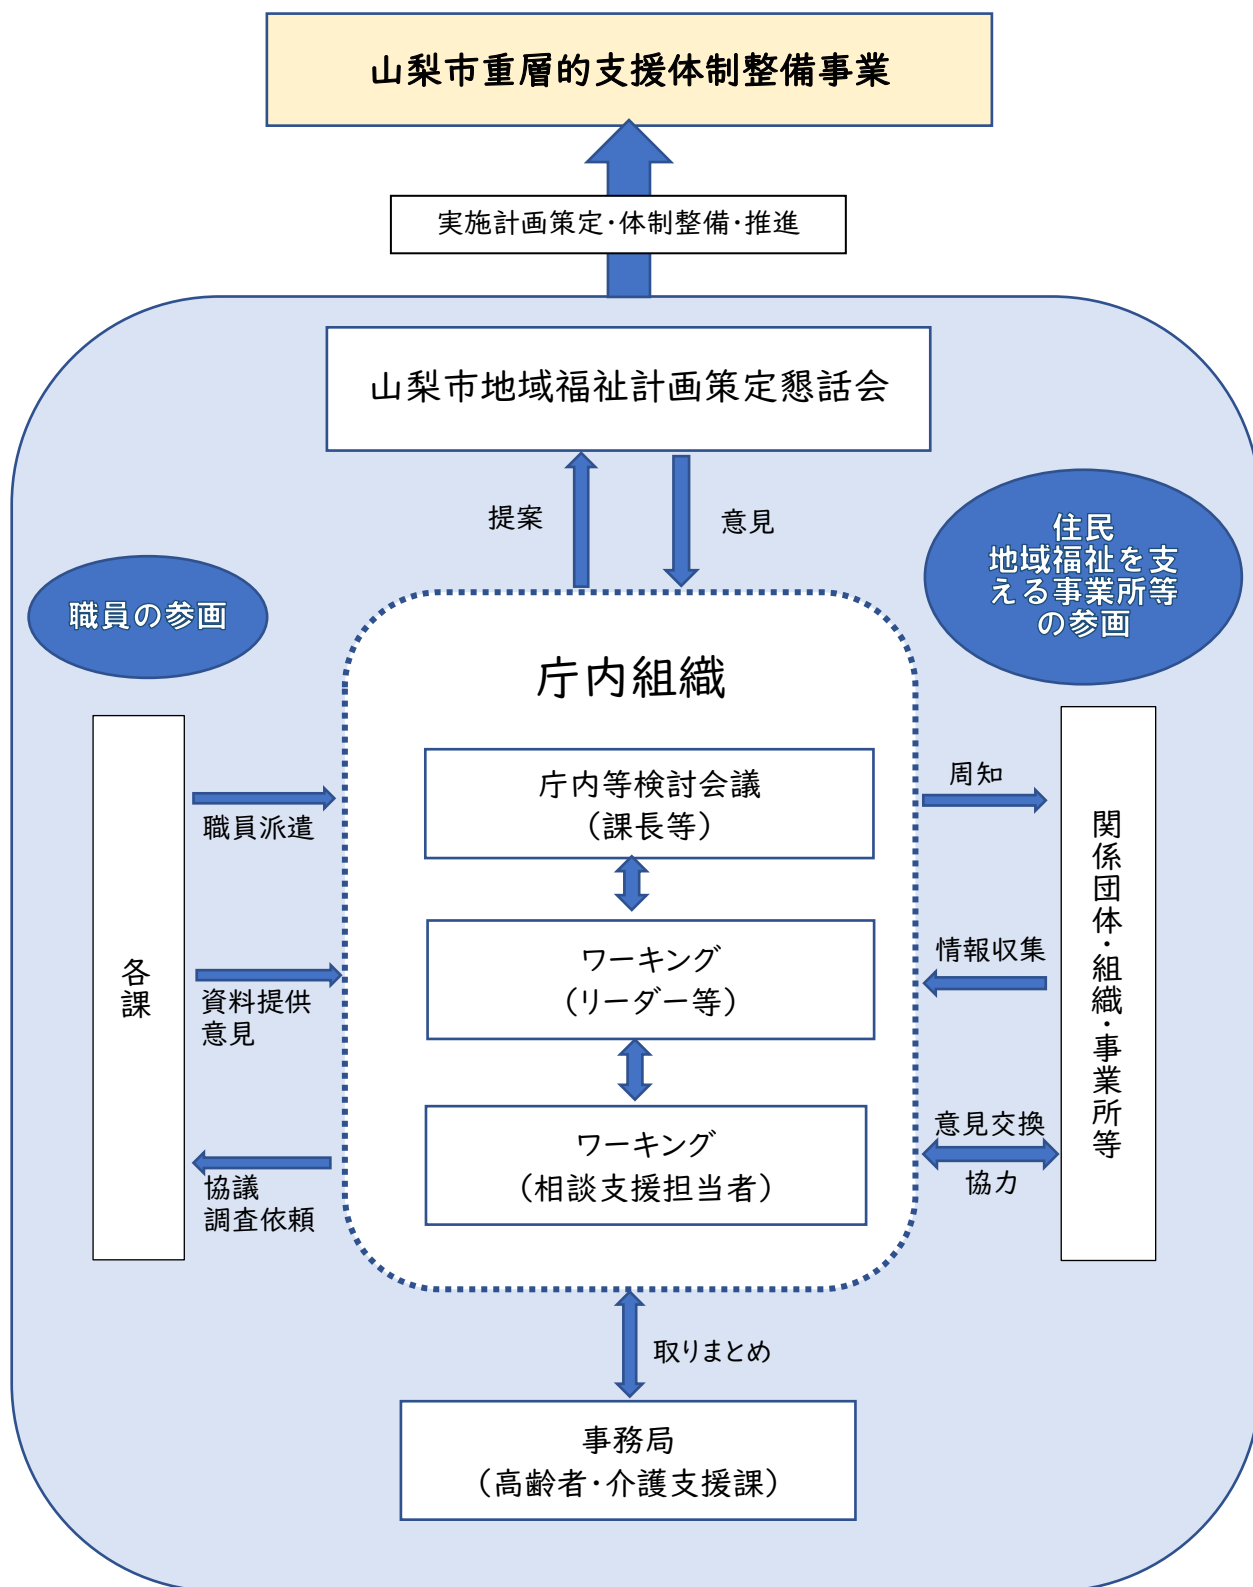 山梨市重層的支援体制整備事業
実施計画策定・体制整備・推進
山梨市地域福祉計画策定懇話会
提案
意見
職員の参画
住民
地域福祉を支
える事業所等
の参画
庁内組織
庁内等検討会議
（課長等）
ワーキング
（リーダー等）
ワーキング
（相談支援担当者）
各課
職員派遣
資料提供
意見
協議
調査依頼
周知
情報収集
意見交換
協力
関係団体・組織・事業所等
取りまとめ
事務局
（高齢者・介護支援課）